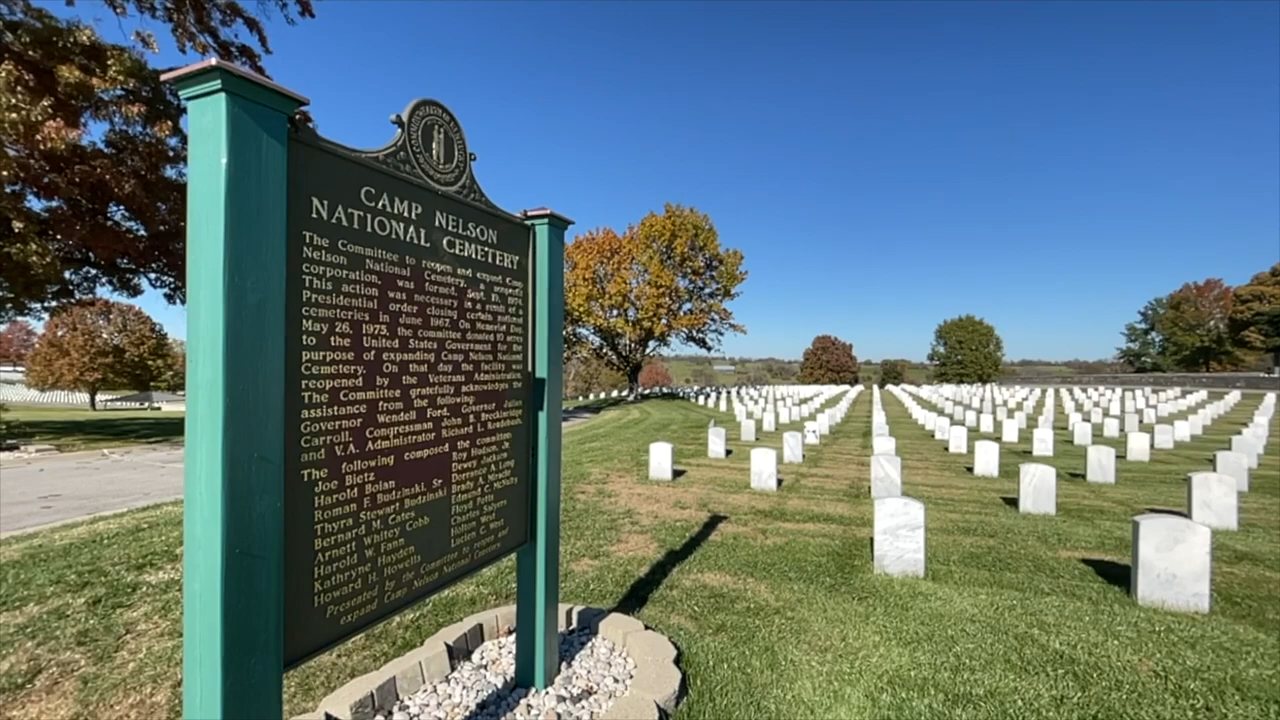 CAMP NELSON
NATIONAL CEMETERY
The Committee to reopen and expand Camp
Nelson National Cemetery, a nonprofit
corporation, was formed, Sept. 19, 1974.
This action was necessary as a result of a
Presidential order closing certain national
cemeteries in June 1967. On Memorial Day,
May 26, 1975, the committee donated 10 acres
to the United States Government for the
purpose of expanding Camp Nelson National
Cemetery. On that day the facility was
reopened by the Veterans Administration.
The Committee gratefully acknowledges the
assistance from the following:
Governor Wendell Ford, Governor Julian
Carroll, Congressman John B. Breckinridge
and V.A. Administrator Richard L. Roudebush.
The following composed the committee:
Joe Bietz
Harold Bolan
Roman F. Budzinski, Sr
Thyra Stewart Budzinski
Bernard M. Cates
Arnett Whitey Cobb
Harold W. Fann
Kathryne Hayden
Howard H. Howells
Roy Hudson,
Dewey Jackson
Dorrance A. Long
Brady A. Miracle
Edmund C. McNulty
Floyd Potts
Charles Salyers
Holton West
Lucien G. West
Presented by the Committee to reopen and
expand Camp Nelson National Cemetery.